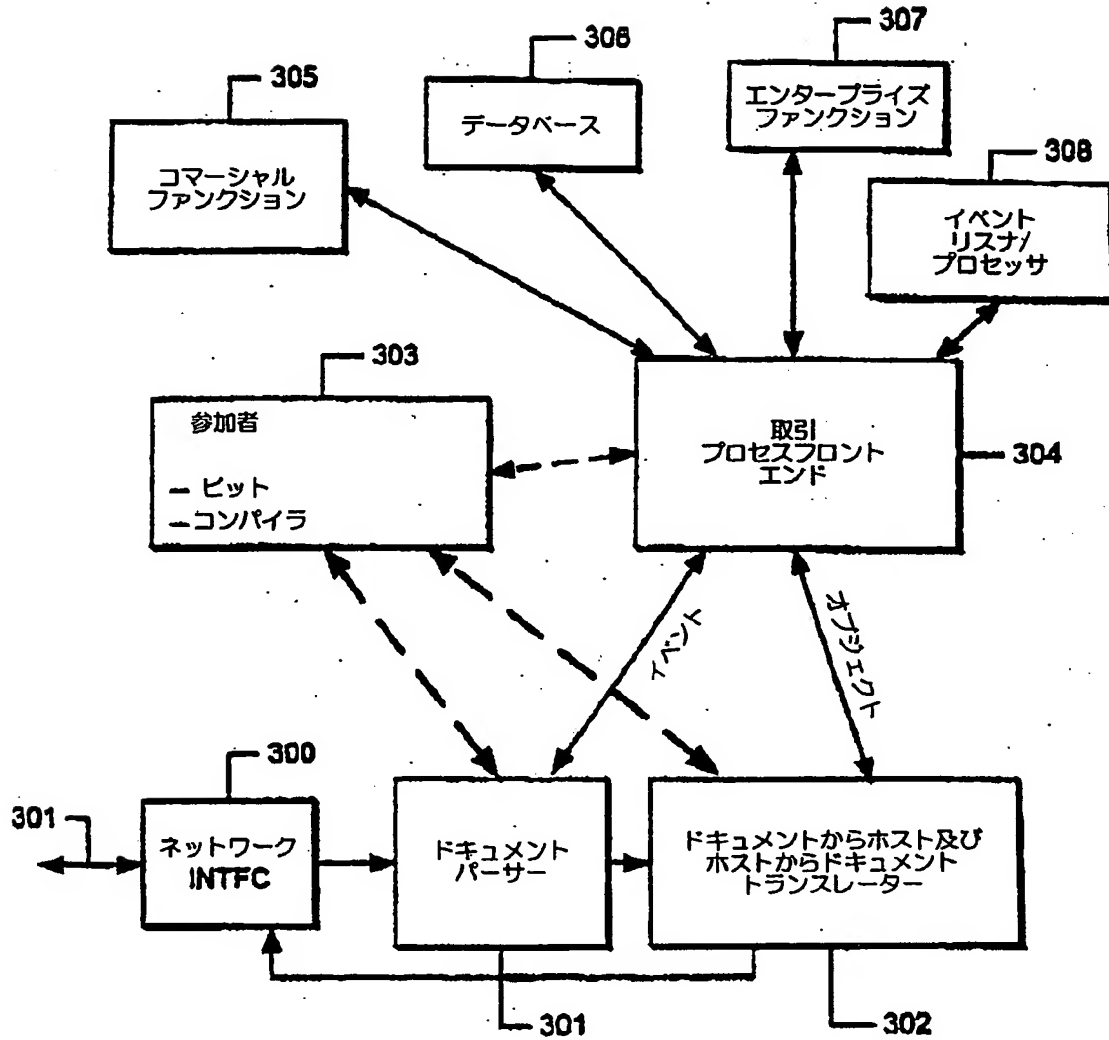 306
307
305
データベース
エンタープライズ
ファンクション
308
コマーシャル
ファンクション
イベント
リスナ/
プロセッサ
303
参加者
― ピット
― コンパイラ
取引
プロセスフロント
エンド
304
イベント
オブジェクト
300
301
ネットワーク
INTFC
ドキュメント
パーサー
ドキュメントからホスト及び
ホストからドキュメント
トランスレーター
301
302